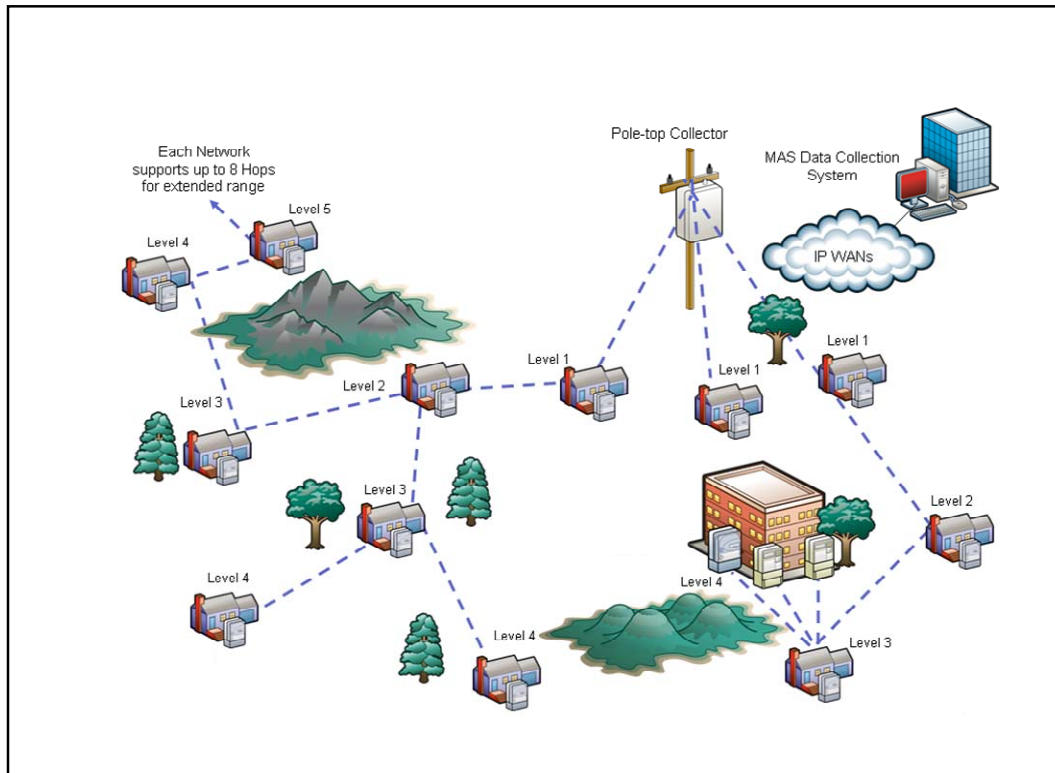 Pole-top Collector
MAS Data Collection
System
IP WANs
Each Network
supports up to 8 Hops
for extended range
Level 5
Level 4
Level 1
Level 1
Level 1
Level 2
Level 3
Level 3
Level 2
Level 4
Level 4
Level 4
Level 3